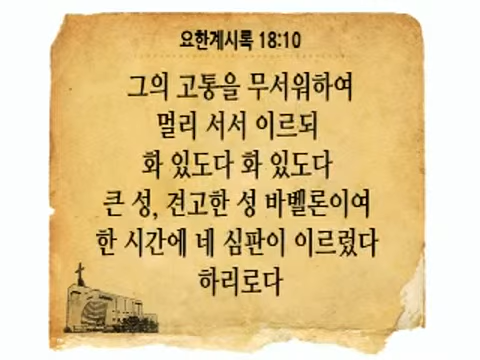 요한계시록 18:10
그의 고통을 무서워하여
멀리 서서 이르되
화 있도다 화 있도다
큰 성, 견고한 성 바벨론이여
한 시간에 네 심판이 이르렀다
하리로다